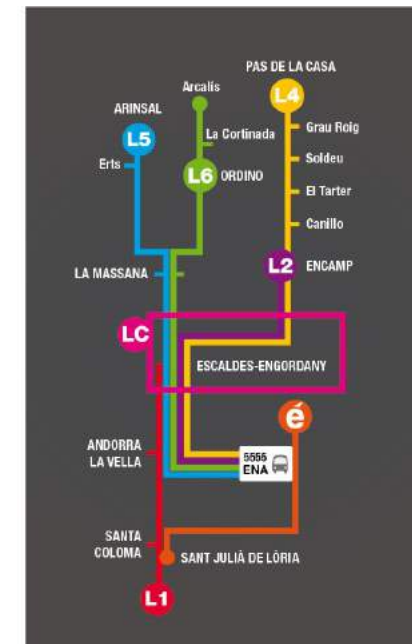 PAS DE LA CASA
L4
Arcalís
ARINSAL
L5
La Cortinada
Grau Roig
Soldeu
Erts
L6
ORDINO
El Tarter
Canillo
LA MASSANA
L2
ENCAMP
LC
ESCALDES-ENGORDANY
é
ANDORRA
LA VELLA
5555
ENA
SANTA
COLOMA
SANT JULIÀ DE LÒRIA
L1